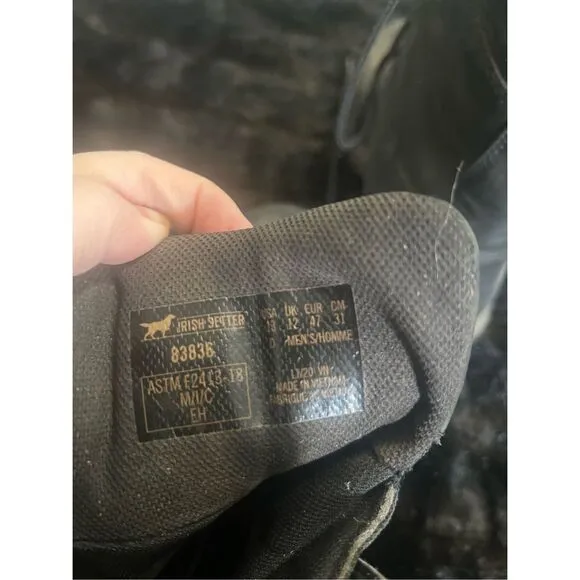 IRISH SETTER
83836
ASTM F2413-18
M/I/C
EH
USA UK EUR CM
13 12 47 31
D MEN'S/HOMME
MADE IN VIETNAM